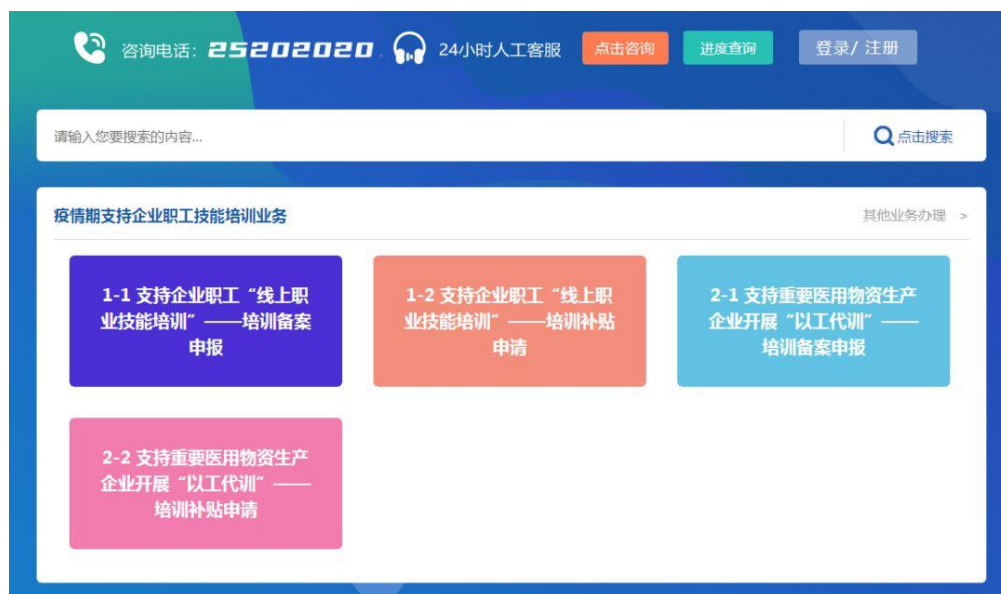 咨询电话: 25202020. 24小时人工客服 点击咨询 进度查询 登录/ 注册
请输入您要搜索的内容... 点击搜索
疫情期支持企业职工技能培训业务 其他业务办理 >
1-1 支持企业职工“线上职
业技能培训”——培训备案
申报
1-2 支持企业职工“线上职
业技能培训”——培训补贴
申请
2-1 支持重要医用物资生产
企业开展“以工代训”——
培训备案申报
2-2 支持重要医用物资生产
企业开展“以工代训”——
培训补贴申请